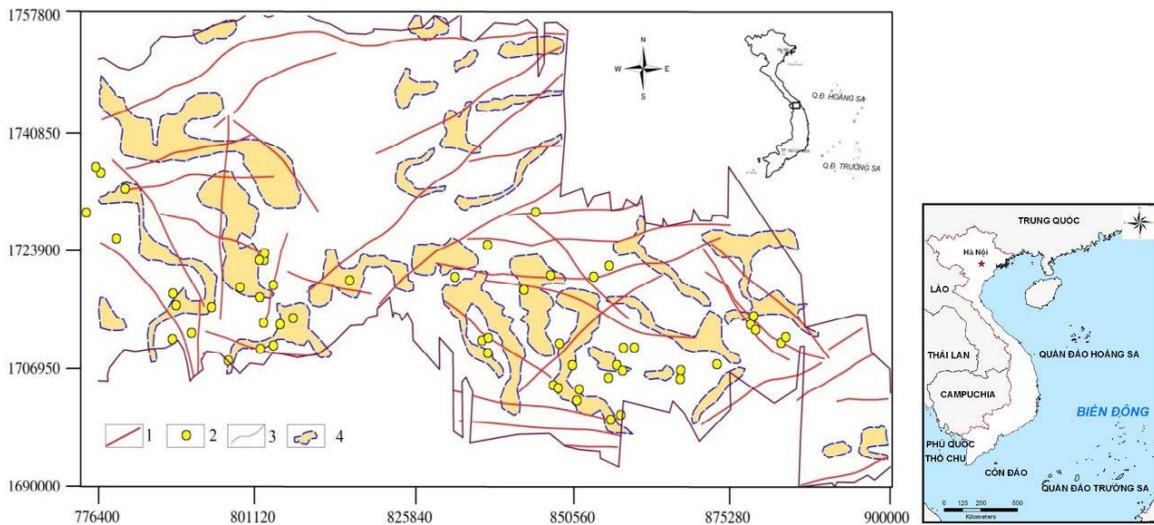 1757800
1740850
1723900
1706950
1690000
776400
801120
825840
850560
875280
900000
N
W
E
S
Q.Đ. HOÀNG SA
Q.Đ. TRƯỜNG SA
1
2
3
4
TRUNG QUỐC
Hà Nội
LÀO
THÁI LAN
QUẦN ĐẢO HOÀNG SA
CAMPUCHIA
BIỂN ĐÔNG
PHÚ QUỐC
THỔ CHU
CÔN ĐẢO
QUẦN ĐẢO TRƯỜNG SA
0 125 250 500
Kilometers